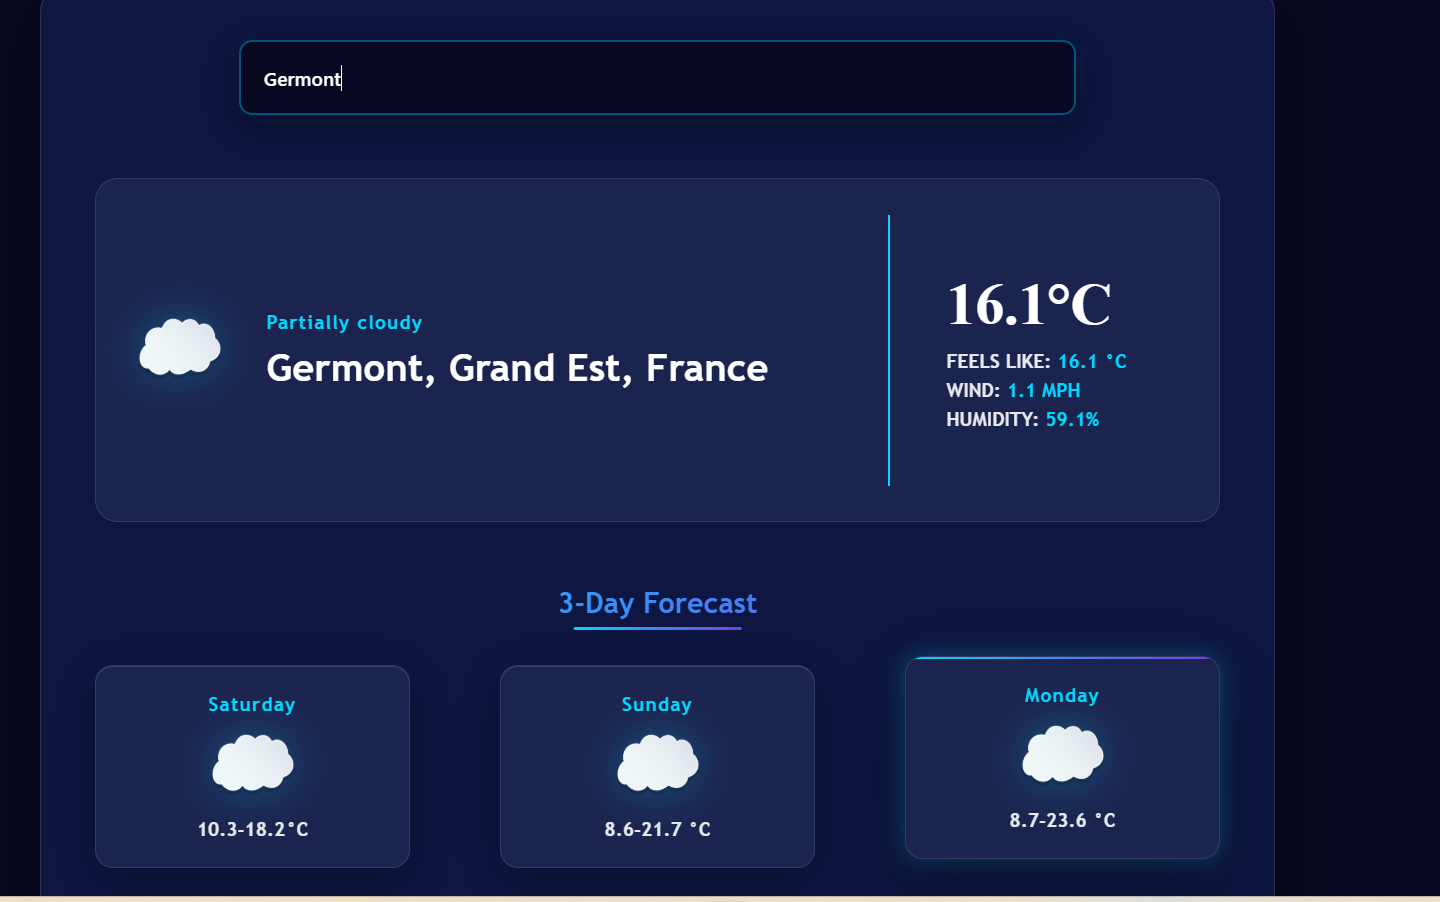 Germont
Partially cloudy
Germont, Grand Est, France
16.1°C
FEELS LIKE: 16.1 °C
WIND: 1.1 MPH
HUMIDITY: 59.1%
3-Day Forecast
Saturday
10.3-18.2°C
Sunday
8.6-21.7 °C
Monday
8.7-23.6 °C